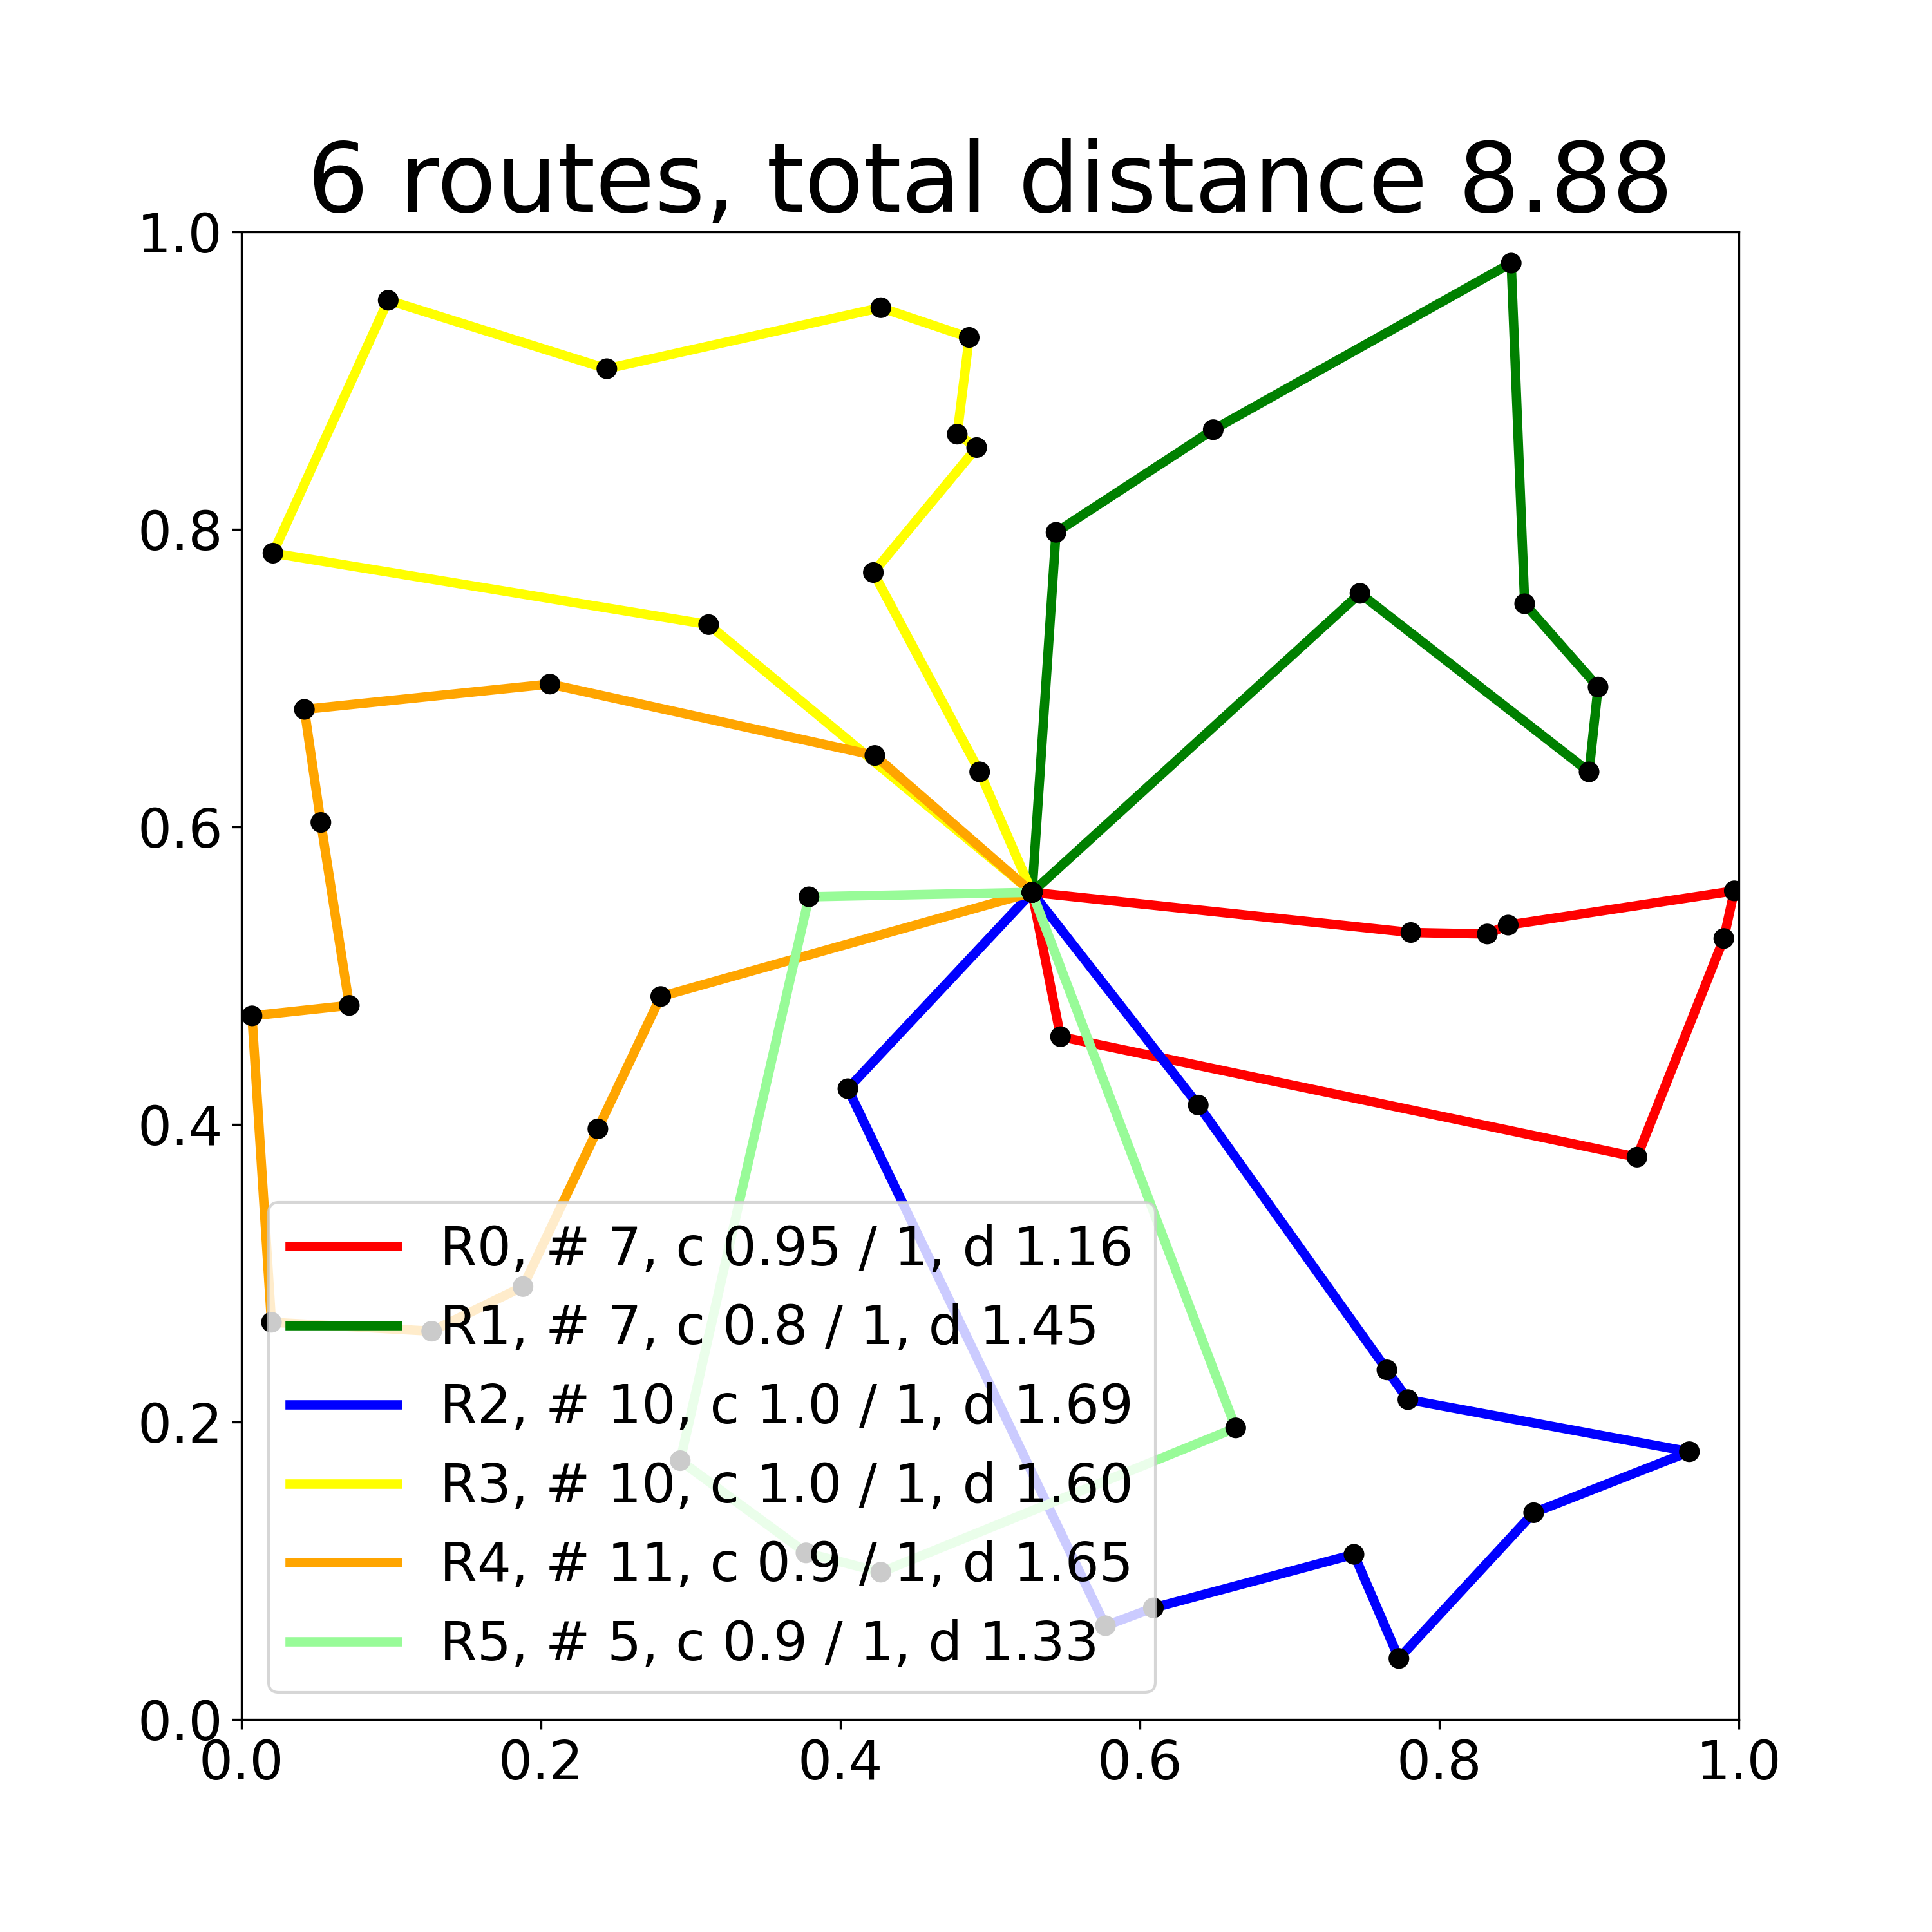 6 routes, total distance 8.88
1.0
0.8
0.6
0.4
0.2
0.0
R0, # 7, c 0.95 / 1, d 1.16
R1, # 7, c 0.8 / 1, d 1.45
R2, # 10, c 1.0 / 1, d 1.69
R3, # 10, c 1.0 / 1, d 1.60
R4, # 11, c 0.9 / 1, d 1.65
R5, # 5, c 0.9 / 1, d 1.33
0.0 0.2 0.4 0.6 0.8 1.0